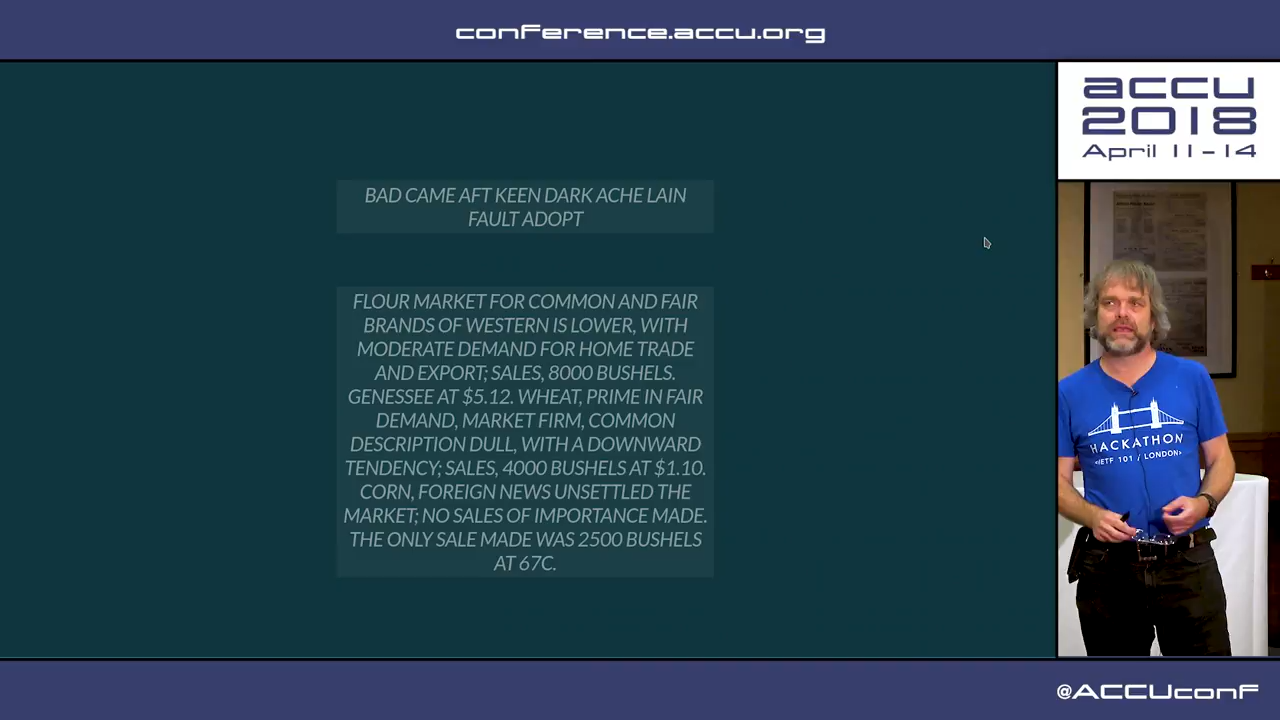 conference.accu.org
accu
2018
April 11-14
BAD CAME AFT KEEN DARK ACHE LAIN
FAULT ADOPT
FLOUR MARKET FOR COMMON AND FAIR
BRANDS OF WESTERN IS LOWER, WITH
MODERATE DEMAND FOR HOME TRADE
AND EXPORT; SALES, 8000 BUSHELS.
GENESSEE AT $5.12. WHEAT, PRIME IN FAIR
DEMAND, MARKET FIRM, COMMON
DESCRIPTION DULL, WITH A DOWNWARD
TENDENCY; SALES, 4000 BUSHELS AT $1.10.
CORN, FOREIGN NEWS UNSETTLED THE
MARKET; NO SALES OF IMPORTANCE MADE.
THE ONLY SALE MADE WAS 2500 BUSHELS
AT 67C.
HACKATHON
<IETF 101 / LONDON>
@ACCUconf